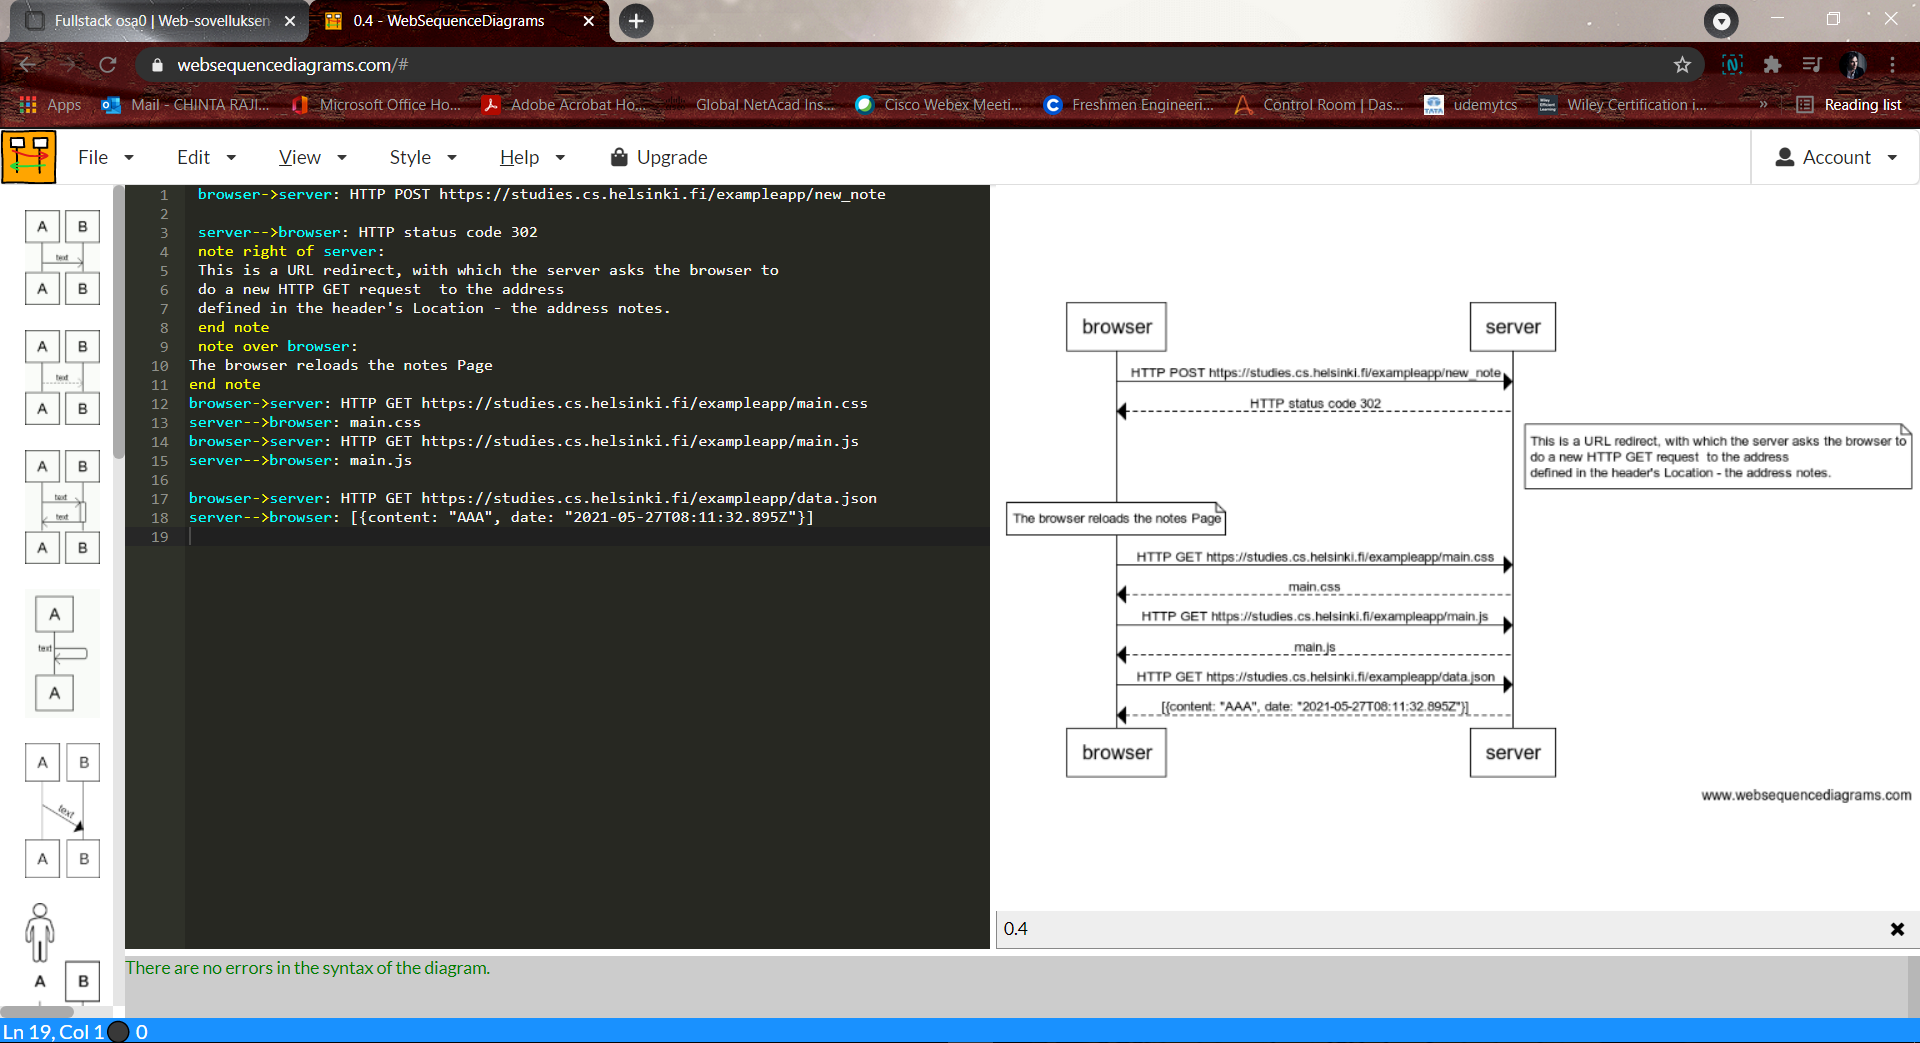 Fullstack osa0 | Web-sovelluksen
0.4 - WebSequenceDiagrams
websequencediagrams.com/#
Apps
Mail - CHINTA RAJI...
Microsoft Office Ho...
Adobe Acrobat Ho...
Global NetAcad Ins...
Cisco Webex Meeti...
Freshmen Engineeri...
Control Room | Das...
udemytcs
Wiley Certification i...
»
Reading list
File
Edit
View
Style
Help
Upgrade
Account
A B
text
A B
A B
text
A B
A B
text
text
A B
A
text
A
A B
text
A B
A B
1 browser->server: HTTP POST https://studies.cs.helsinki.fi/exampleapp/new_note
2
3 server-->browser: HTTP status code 302
4 note right of server:
5 This is a URL redirect, with which the server asks the browser to
6 do a new HTTP GET request  to the address
7 defined in the header's Location - the address notes.
8 end note
9 note over browser:
10 The browser reloads the notes Page
11 end note
12 browser->server: HTTP GET https://studies.cs.helsinki.fi/exampleapp/main.css
13 server-->browser: main.css
14 browser->server: HTTP GET https://studies.cs.helsinki.fi/exampleapp/main.js
15 server-->browser: main.js
16
17 browser->server: HTTP GET https://studies.cs.helsinki.fi/exampleapp/data.json
18 server-->browser: [{content: "AAA", date: "2021-05-27T08:11:32.895Z"}]
19
browser server
HTTP POST https://studies.cs.helsinki.fi/exampleapp/new_note
HTTP status code 302
This is a URL redirect, with which the server asks the browser to
do a new HTTP GET request  to the address
defined in the header's Location - the address notes.
The browser reloads the notes Page
HTTP GET https://studies.cs.helsinki.fi/exampleapp/main.css
main.css
HTTP GET https://studies.cs.helsinki.fi/exampleapp/main.js
main.js
HTTP GET https://studies.cs.helsinki.fi/exampleapp/data.json
[{content: "AAA", date: "2021-05-27T08:11:32.895Z"}]
browser server
www.websequencediagrams.com
0.4
There are no errors in the syntax of the diagram.
Ln 19, Col 1 0